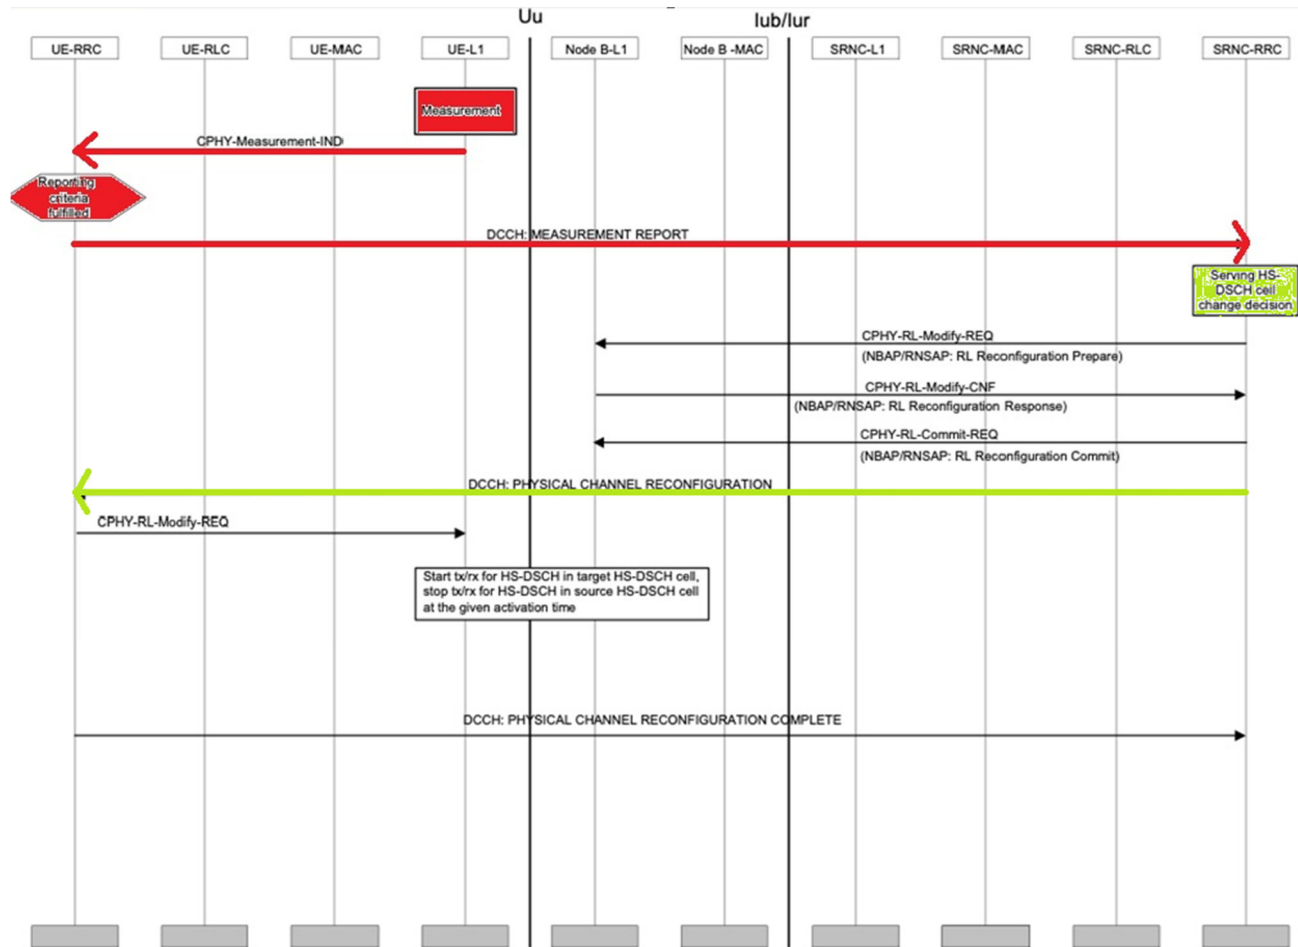 Uu
Iub/Iur
UE-RRC
UE-RLC
UE-MAC
UE-L1
Node B-L1
Node B -MAC
SRNC-L1
SRNC-MAC
SRNC-RLC
SRNC-RRC
Measurement
CPHY-Measurement-IND
Reporting
criteria
fulfilled
DCCH: MEASUREMENT REPORT
Serving HS-
DSCH cell
change decision
CPHY-RL-Modify-REQ
(NBAP/RNSAP: RL Reconfiguration Prepare)
CPHY-RL-Modify-CNF
(NBAP/RNSAP: RL Reconfiguration Response)
CPHY-RL-Commit-REQ
(NBAP/RNSAP: RL Reconfiguration Commit)
DCCH: PHYSICAL CHANNEL RECONFIGURATION
CPHY-RL-Modify-REQ
Start tx/rx for HS-DSCH in target HS-DSCH cell,
stop tx/rx for HS-DSCH in source HS-DSCH cell
at the given activation time
DCCH: PHYSICAL CHANNEL RECONFIGURATION COMPLETE